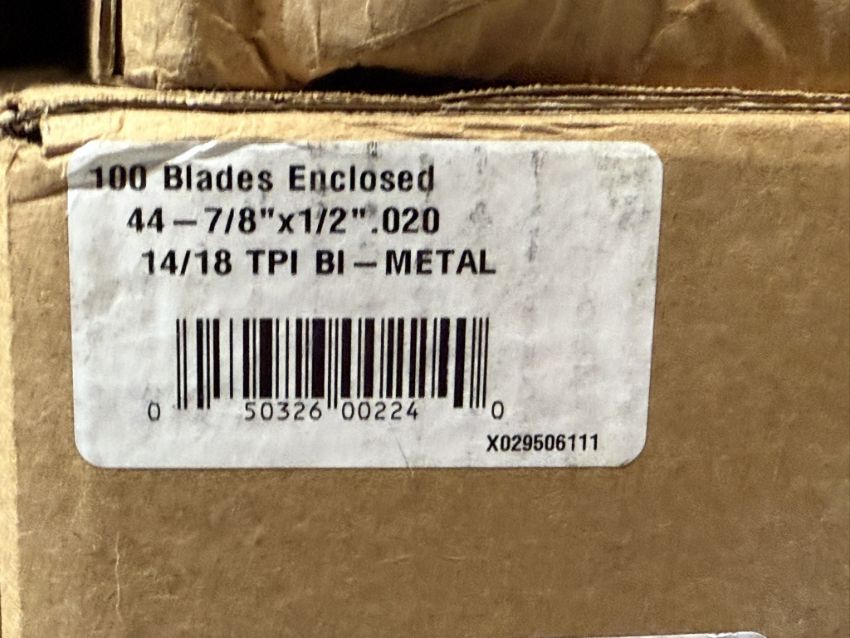 100 Blades Enclosed
44-7/8"x1/2".020
14/18 TPI BI-METAL
0 50326 00224 0
X029506111